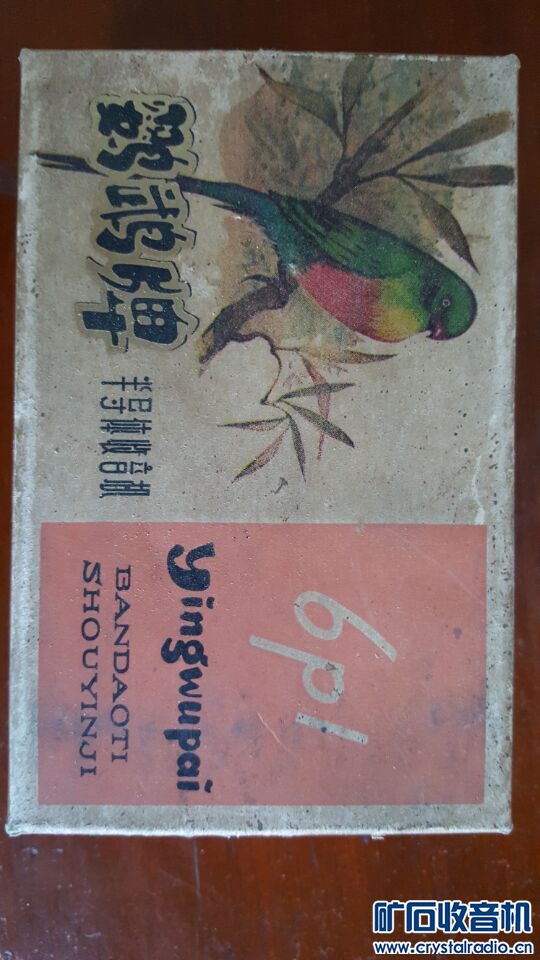 鹦鹉牌
半导体收音机
6p1
yingwupai
BANDAOTI
SHOUYINJI
矿石收音机
www.crystalradio.cn